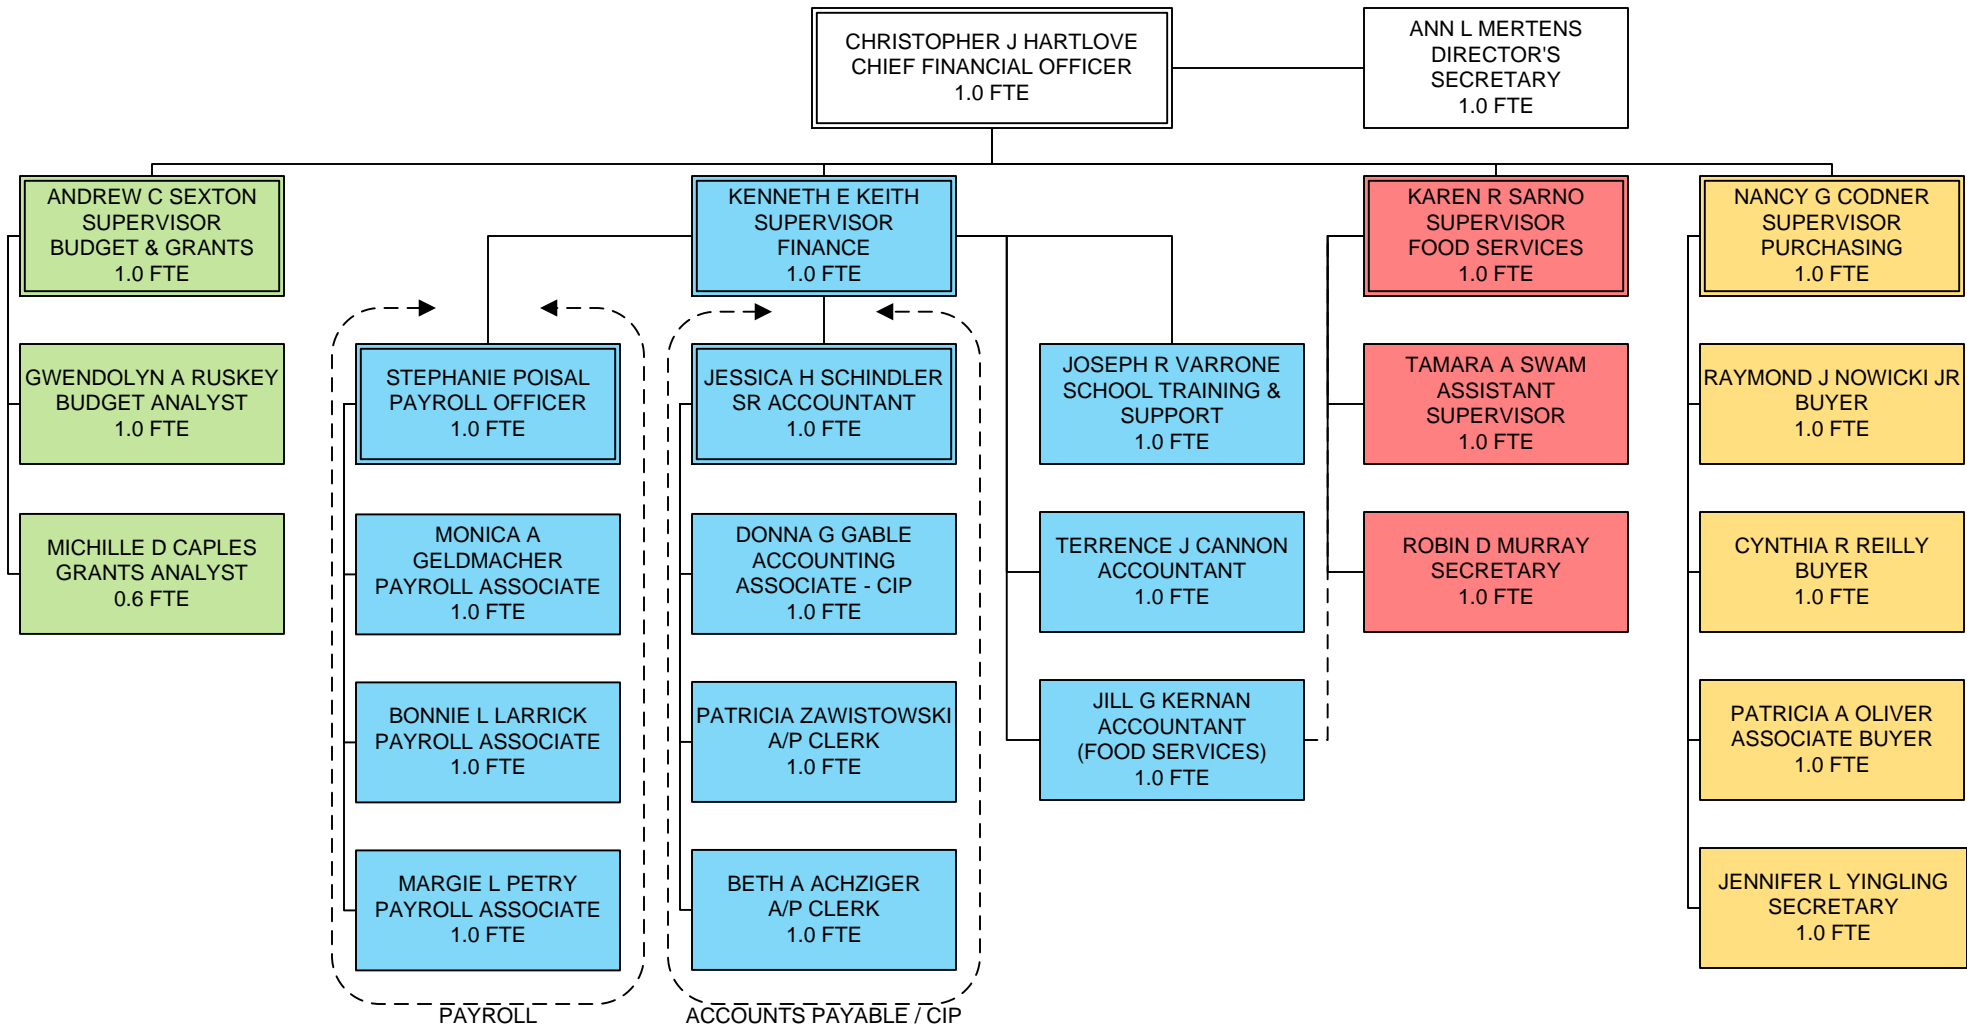 CHRISTOPHER J HARTLOVE
CHIEF FINANCIAL OFFICER
1.0 FTE
ANN L MERTENS
DIRECTOR'S
SECRETARY
1.0 FTE
ANDREW C SEXTON
SUPERVISOR
BUDGET & GRANTS
1.0 FTE
KENNETH E KEITH
SUPERVISOR
FINANCE
1.0 FTE
KAREN R SARNO
SUPERVISOR
FOOD SERVICES
1.0 FTE
NANCY G CODNER
SUPERVISOR
PURCHASING
1.0 FTE
GWENDOLYN A RUSKEY
BUDGET ANALYST
1.0 FTE
STEPHANIE POISAL
PAYROLL OFFICER
1.0 FTE
JESSICA H SCHINDLER
SR ACCOUNTANT
1.0 FTE
JOSEPH R VARRONE
SCHOOL TRAINING &
SUPPORT
1.0 FTE
TAMARA A SWAM
ASSISTANT
SUPERVISOR
1.0 FTE
RAYMOND J NOWICKI JR
BUYER
1.0 FTE
MICHILLE D CAPLES
GRANTS ANALYST
0.6 FTE
MONICA A
GELDMACHER
PAYROLL ASSOCIATE
1.0 FTE
DONNA G GABLE
ACCOUNTING
ASSOCIATE - CIP
1.0 FTE
TERRENCE J CANNON
ACCOUNTANT
1.0 FTE
ROBIN D MURRAY
SECRETARY
1.0 FTE
CYNTHIA R REILLY
BUYER
1.0 FTE
BONNIE L LARRICK
PAYROLL ASSOCIATE
1.0 FTE
PATRICIA ZAWISTOWSKI
A/P CLERK
1.0 FTE
JILL G KERNAN
ACCOUNTANT
(FOOD SERVICES)
1.0 FTE
PATRICIA A OLIVER
ASSOCIATE BUYER
1.0 FTE
MARGIE L PETRY
PAYROLL ASSOCIATE
1.0 FTE
BETH A ACHZIGER
A/P CLERK
1.0 FTE
JENNIFER L YINGLING
SECRETARY
1.0 FTE
PAYROLL
ACCOUNTS PAYABLE / CIP